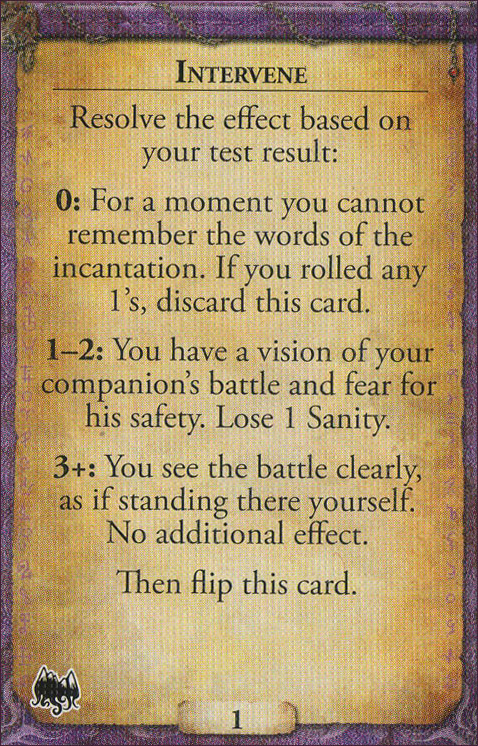 INTERVENE
Resolve the effect based on
your test result:
0: For a moment you cannot
remember the words of the
incantation. If you rolled any
1's, discard this card.
1–2: You have a vision of your
companion's battle and fear for
his safety. Lose 1 Sanity.
3+: You see the battle clearly,
as if standing there yourself.
No additional effect.
Then flip this card.
1